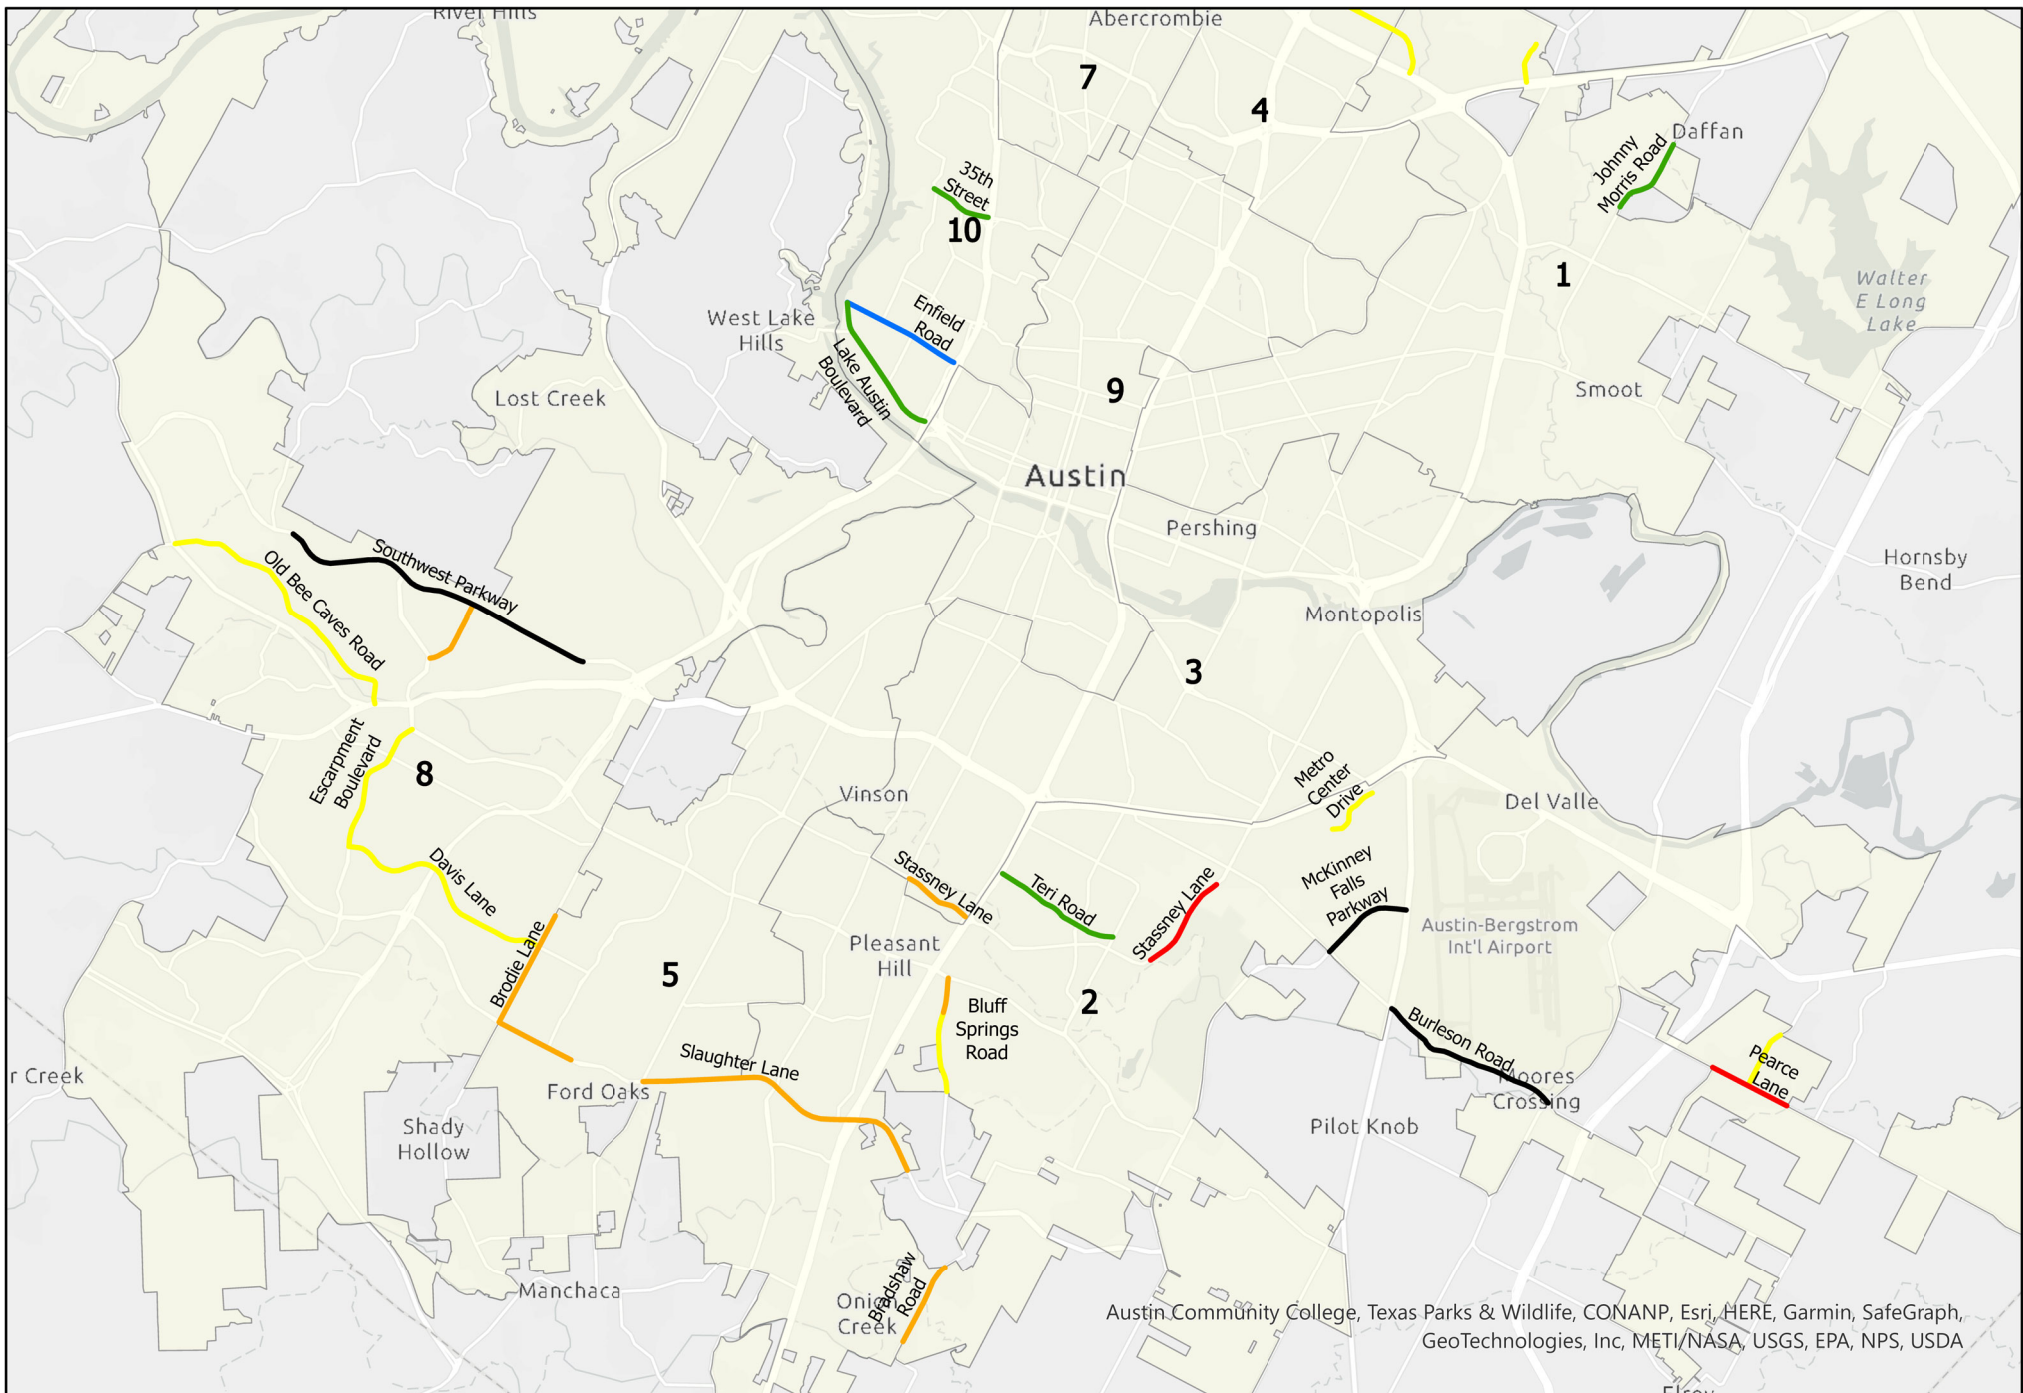 River Hills
Abercrombie
7
4
Daffan
Johnny
Morris Road
35th
Street
10
1
Walter
E Long
Lake
West Lake
Hills
Enfield
Road
Lake Austin
Boulevard
Lost Creek
9
Smoot
Austin
Pershing
Hornsby
Bend
Southwest Parkway
Old Bee Caves Road
Montopolis
3
Escarpment
Boulevard
8
Vinson
Metro
Center
Drive
Del Valle
Davis Lane
Stassney Lane
Teri Road
Stassney Lane
McKinney
Falls
Parkway
Austin-Bergstrom
Int'l Airport
Brodie Lane
Pleasant
Hill
5
2
Bluff
Springs
Road
Burleson Road
Moores
Crossing
Pearce
Lane
r Creek
Slaughter Lane
Ford Oaks
Shady
Hollow
Pilot Knob
Manchaca
Bradshaw
Road
Onion
Creek
Austin Community College, Texas Parks & Wildlife, CONANP, Esri, HERE, Garmin, SafeGraph,
GeoTechnologies, Inc, METI/NASA, USGS, EPA, NPS, USDA